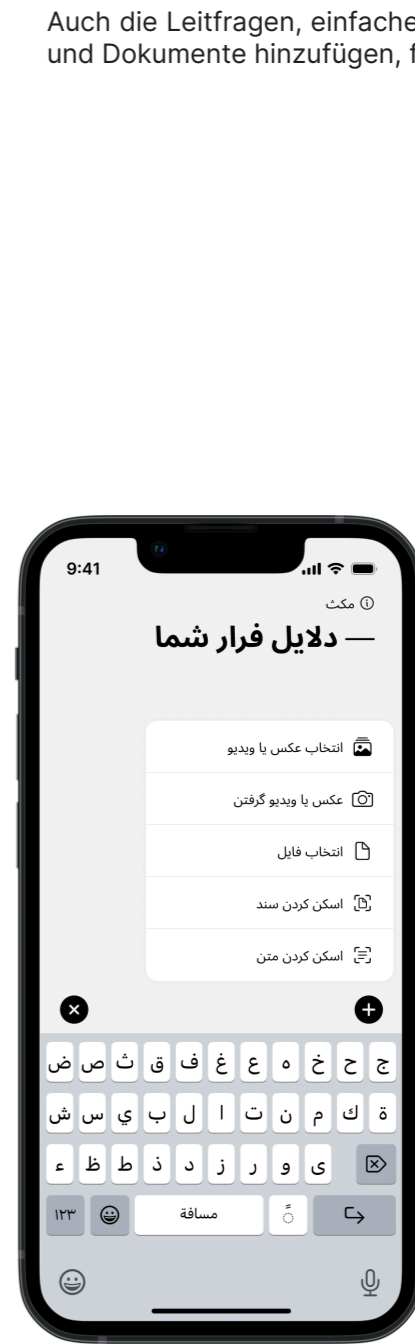 Auch die Leitfragen, einfache
und Dokumente hinzufügen, f
9:41
مکث
— دلایل فرار شما
انتخاب عکس یا ویدیو
عکس یا ویدیو گرفتن
انتخاب فایل
اسکن کردن سند
اسکن کردن متن
ج ح خ ه ع غ ف ق ث ص ض
ة ك م ن ت ا ل ب ي س ش
ى و ر ز د ذ ط ظ ء
١٢٣ مسافة